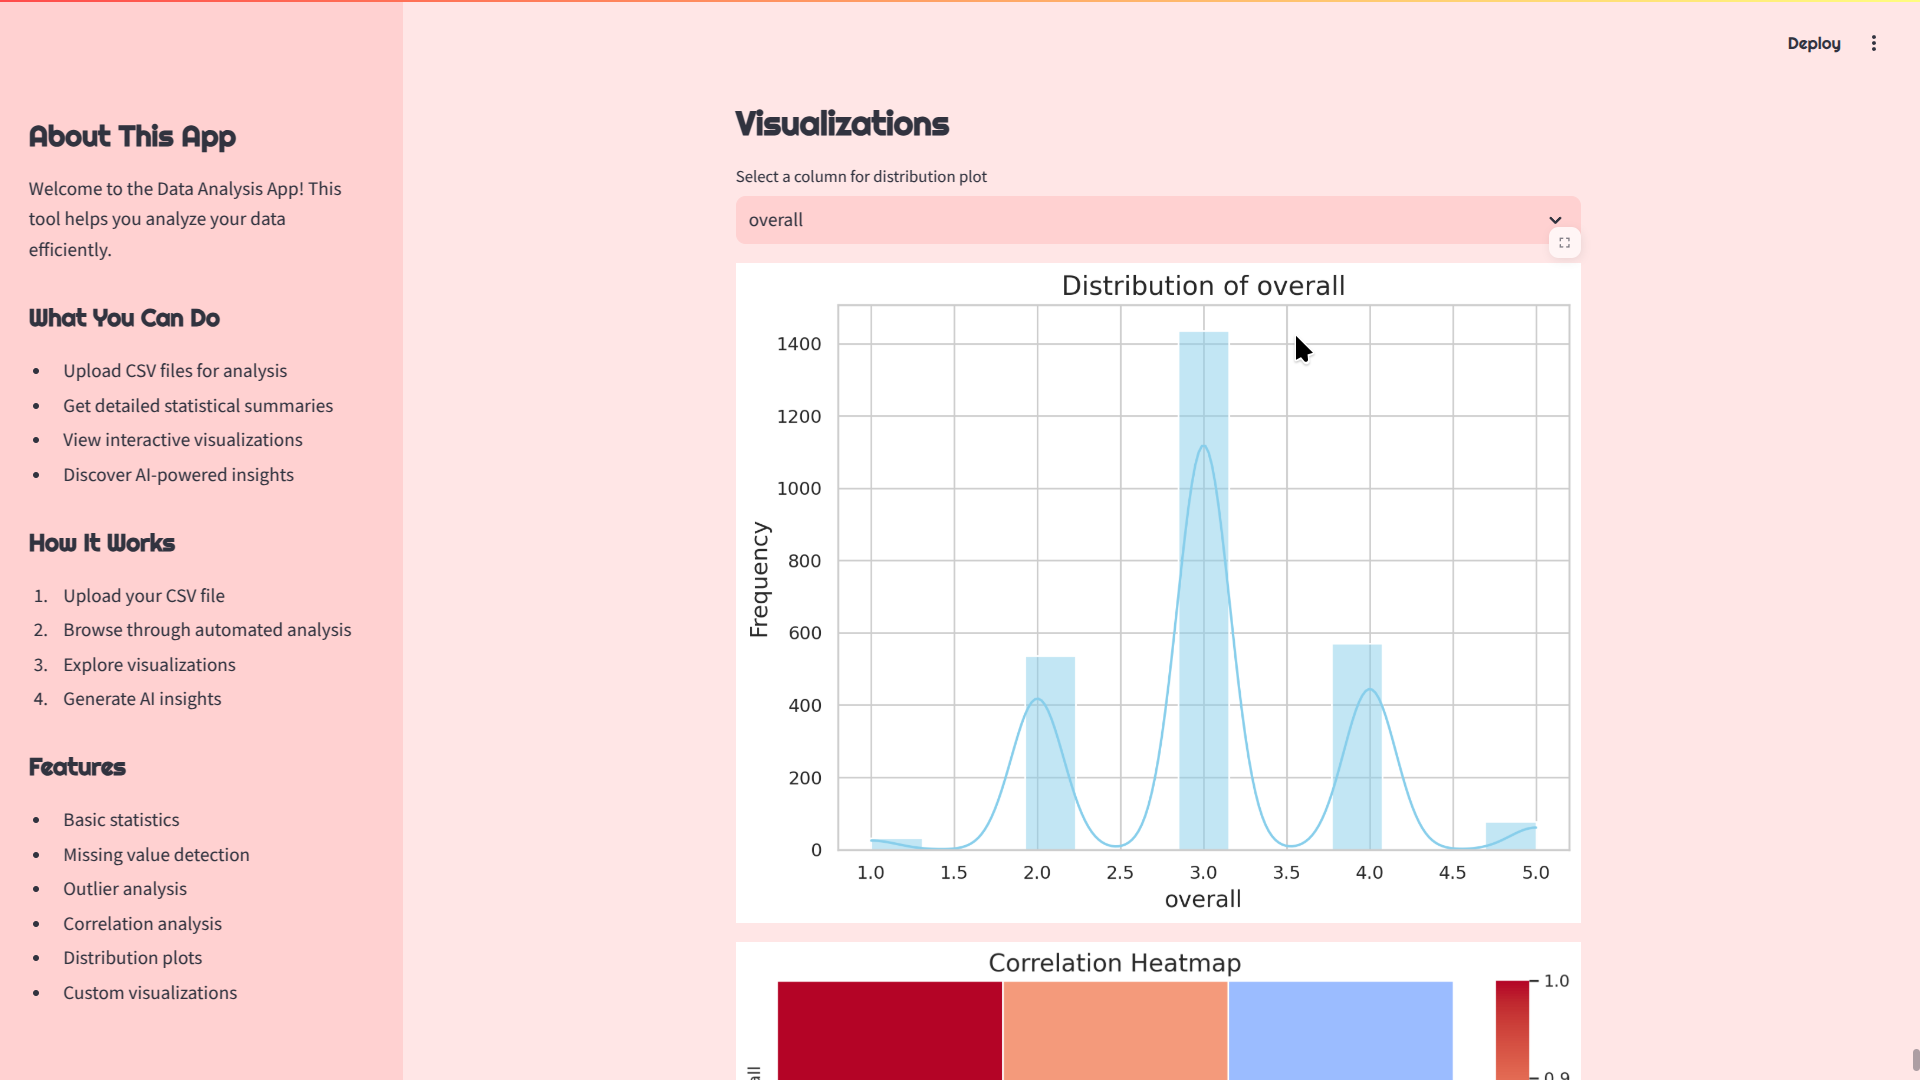 Deploy
About This App
Welcome to the Data Analysis App! This
tool helps you analyze your data
efficiently.
What You Can Do
• Upload CSV files for analysis
• Get detailed statistical summaries
• View interactive visualizations
• Discover AI-powered insights
How It Works
1. Upload your CSV file
2. Browse through automated analysis
3. Explore visualizations
4. Generate AI insights
Features
• Basic statistics
• Missing value detection
• Outlier analysis
• Correlation analysis
• Distribution plots
• Custom visualizations
Visualizations
Select a column for distribution plot
overall
Distribution of overall
Frequency
1400
1200
1000
800
600
400
200
0
1.0 1.5 2.0 2.5 3.0 3.5 4.0 4.5 5.0
overall
Correlation Heatmap
1.0
0.9